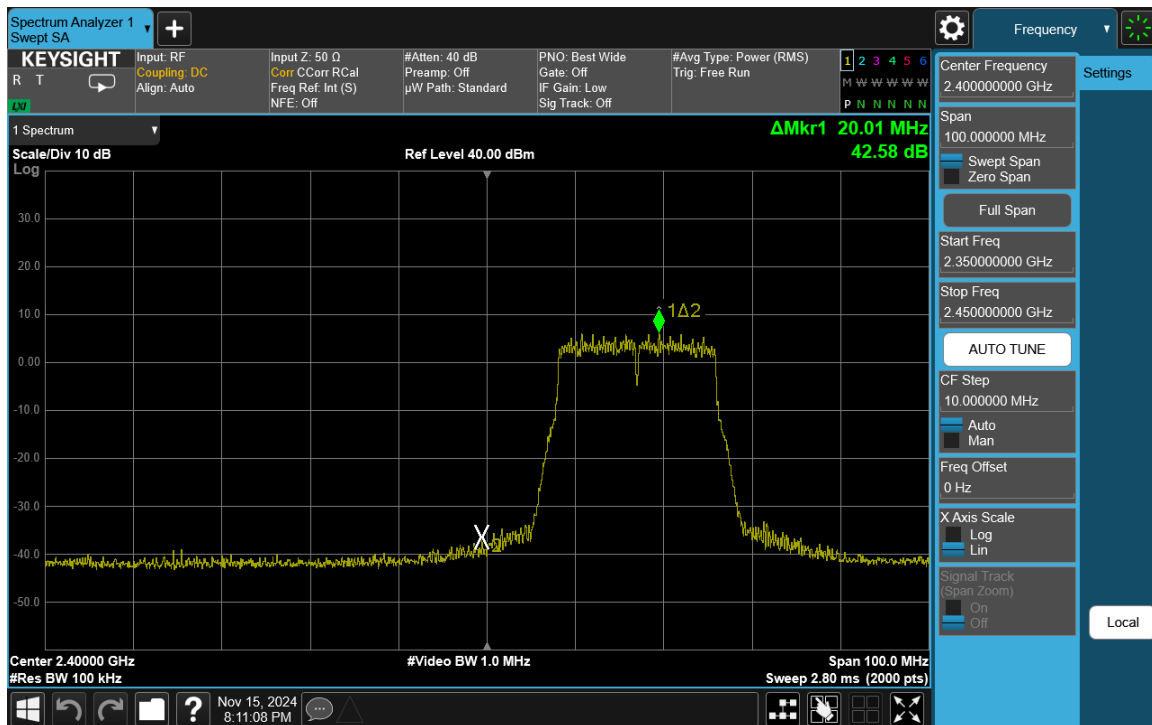 Spectrum Analyzer 1
Swept SA
Frequency
KEYSIGHT
R T
LXI
Input: RF
Coupling: DC
Align: Auto
Input Z: 50 Ω
Corr CCorr RCal
Freq Ref: Int (S)
NFE: Off
#Atten: 40 dB
Preamp: Off
µW Path: Standard
PNO: Best Wide
Gate: Off
IF Gain: Low
Sig Track: Off
#Avg Type: Power (RMS)
Trig: Free Run
1 2 3 4 5 6
M W W W W W
P N N N N N
1 Spectrum
ΔMkr1 20.01 MHz
42.58 dB
Scale/Div 10 dB
Ref Level 40.00 dBm
Log
30.0
20.0
10.0
0.00
-10.0
-20.0
-30.0
-40.0
-50.0
1Δ2
X2
Center 2.40000 GHz
#Video BW 1.0 MHz
Span 100.0 MHz
#Res BW 100 kHz
Sweep 2.80 ms (2000 pts)
Center Frequency
2.400000000 GHz
Settings
Span
100.000000 MHz
Swept Span
Zero Span
Full Span
Start Freq
2.350000000 GHz
Stop Freq
2.450000000 GHz
AUTO TUNE
CF Step
10.000000 MHz
Auto
Man
Freq Offset
0 Hz
X Axis Scale
Log
Lin
Signal Track
(Span Zoom)
On
Off
Local
?
Nov 15, 2024
8:11:08 PM